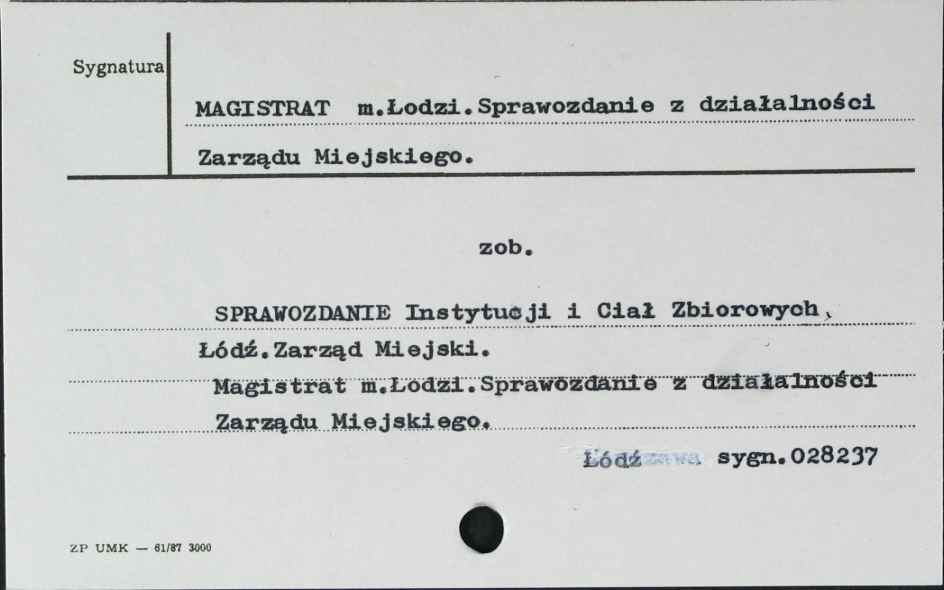 Sygnatura
MAGISTRAT m.Łodzi.Sprawozdanie z działalności
Zarządu Miejskiego.
zob.
SPRAWOZDANIE Instytucji i Ciał Zbiorowych,
Łódź.Zarząd Miejski.
Magistrat m.Łodzi.Sprawozdanie z działalności
Zarządu Miejskiego.
Łódź sygn.028237
ZP UMK — 61/87 3000